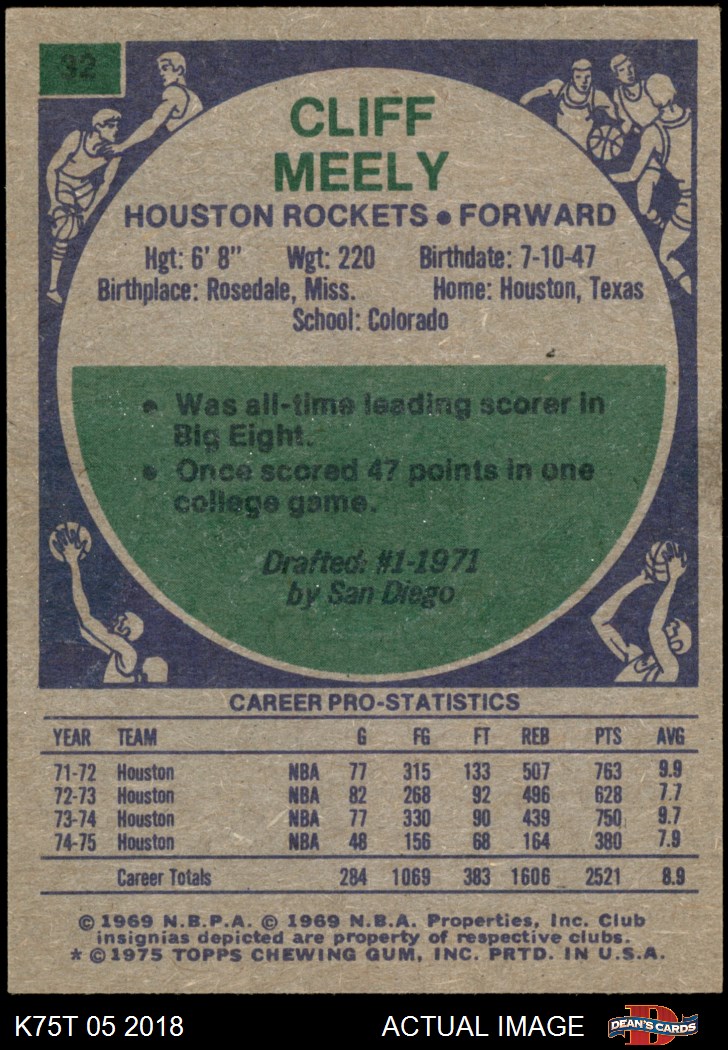 92
CLIFF
MEELY
HOUSTON ROCKETS • FORWARD
Hgt: 6' 8" Wgt: 220 Birthdate: 7-10-47
Birthplace: Rosedale, Miss. Home: Houston, Texas
School: Colorado
• Was all-time leading scorer in
Big Eight.
• Once scored 47 points in one
college game.
Drafted: #1-1971
by San Diego
CAREER PRO-STATISTICS
YEAR TEAM G FG FT REB PTS AVG
71-72 Houston NBA 77 315 133 507 763 9.9
72-73 Houston NBA 82 268 92 496 628 7.7
73-74 Houston NBA 77 330 90 439 750 9.7
74-75 Houston NBA 48 156 68 164 380 7.9
Career Totals 284 1069 383 1606 2521 8.9
© 1969 N.B.P.A. © 1969 N.B.A. Properties, Inc. Club
insignias depicted are property of respective clubs.
* © 1975 TOPPS CHEWING GUM, INC. PRTD. IN U.S.A.
K75T 05 2018 ACTUAL IMAGE D DEAN'S CARDS